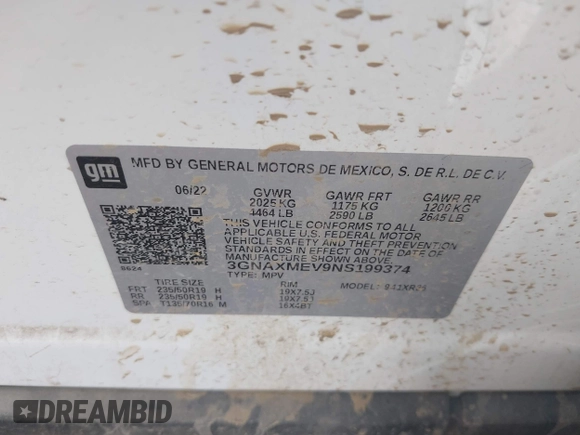 gm MFD BY GENERAL MOTORS DE MEXICO, S. DE R.L. DE C.V.
06/22 GVWR GAWR FRT GAWR RR
2025 KG 1175 KG 1200 KG
4464 LB 2590 LB 2645 LB
THIS VEHICLE CONFORMS TO ALL
APPLICABLE U.S. FEDERAL MOTOR
VEHICLE SAFETY STANDARDS IN
EFFECT ON THE DATE OF
MANUFACTURE SHOWN ABOVE.
3GNAXMEV9NS199374
0624 TYPE: MPV
TIRE SIZE RIM MODEL:
FRT 235/50R19 H 19X7.5J
RR 235/50R19 H 19X7.5J
SPA T135/70R16 M 16X4BT
DREAMBID